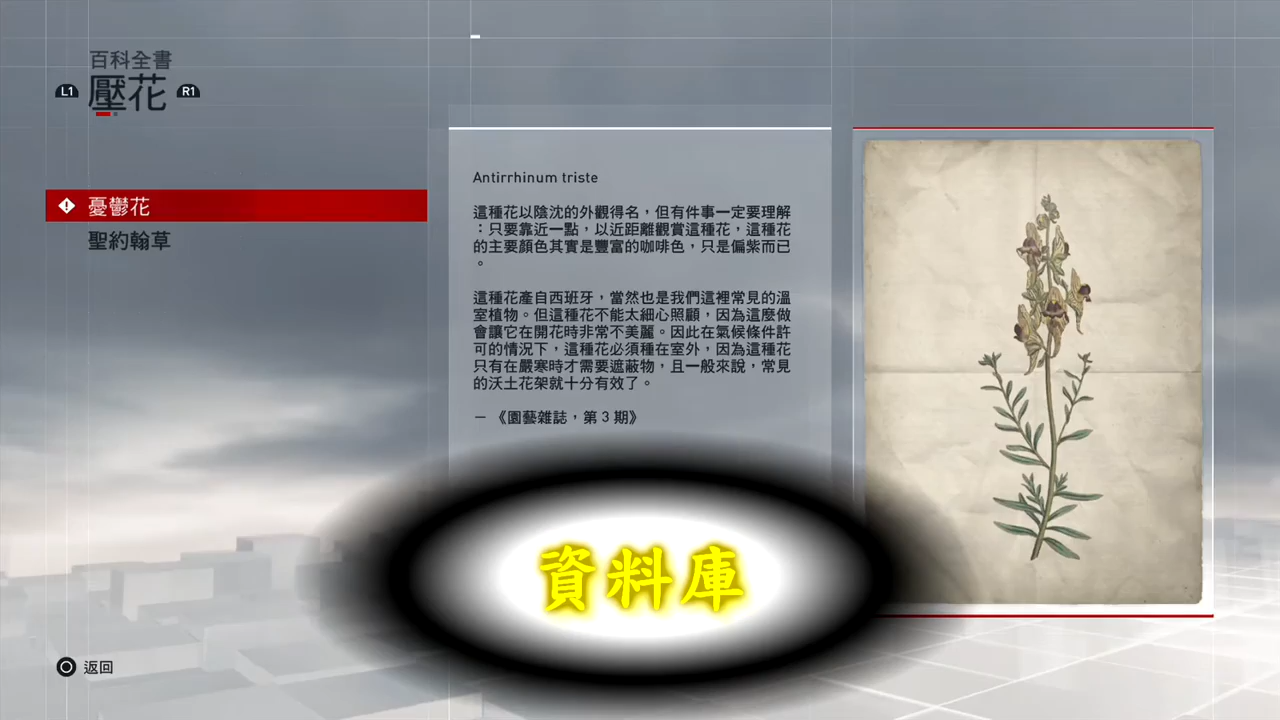 百科全書
L1 壓花 R1
憂鬱花
聖約翰草
Antirrhinum triste
這種花以陰沈的外觀得名，但有件事一定要理解
：只要靠近一點，以近距離觀賞這種花，這種花
的主要顏色其實是豐富的咖啡色，只是偏紫而已
。
這種花產自西班牙，當然也是我們這裡常見的溫
室植物。但這種花不能太細心照顧，因為這麼做
會讓它在開花時非常不美麗。因此在氣候條件許
可的情況下，這種花必須種在室外，因為這種花
只有在嚴寒時才需要遮蔽物，且一般來說，常見
的沃土花架就十分有效了。
— 《園藝雜誌，第 3 期》
資料庫
返回